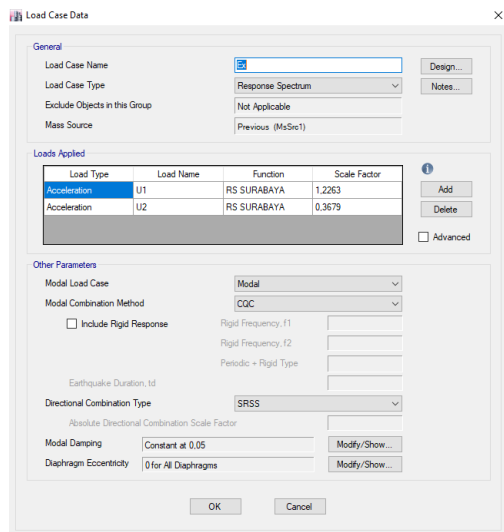 Load Case Data
General
Load Case Name Ex Design...
Load Case Type Response Spectrum Notes...
Exclude Objects in this Group Not Applicable
Mass Source Previous (MsSrc1)
Loads Applied
Load Type Load Name Function Scale Factor
Acceleration U1 RS SURABAYA 1,2263 Add
Acceleration U2 RS SURABAYA 0,3679 Delete
Advanced
Other Parameters
Modal Load Case Modal
Modal Combination Method CQC
Include Rigid Response Rigid Frequency, f1
Rigid Frequency, f2
Periodic + Rigid Type
Earthquake Duration, td
Directional Combination Type SRSS
Absolute Directional Combination Scale Factor
Modal Damping Constant at 0,05 Modify/Show...
Diaphragm Eccentricity 0 for All Diaphragms Modify/Show...
OK Cancel